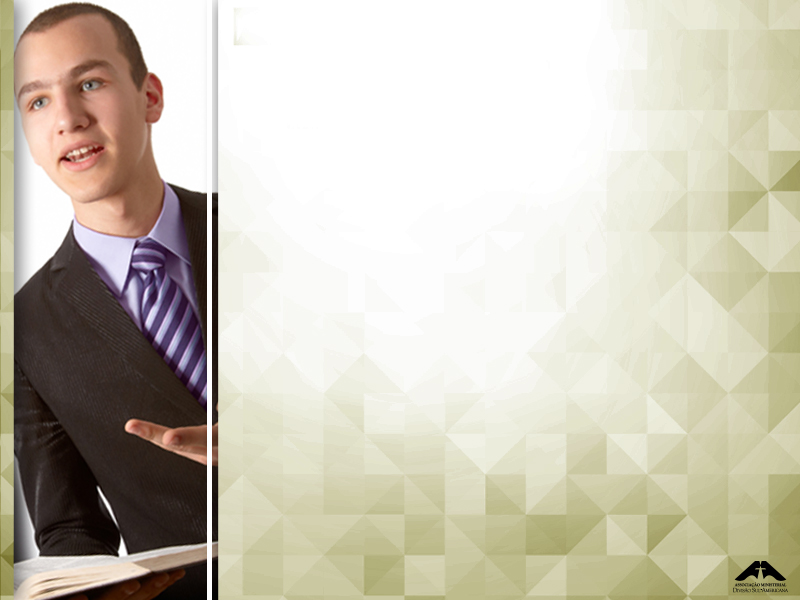 ASSOCIAÇÃO MINISTERIAL
DIVISÃO SUL-AMERICANA